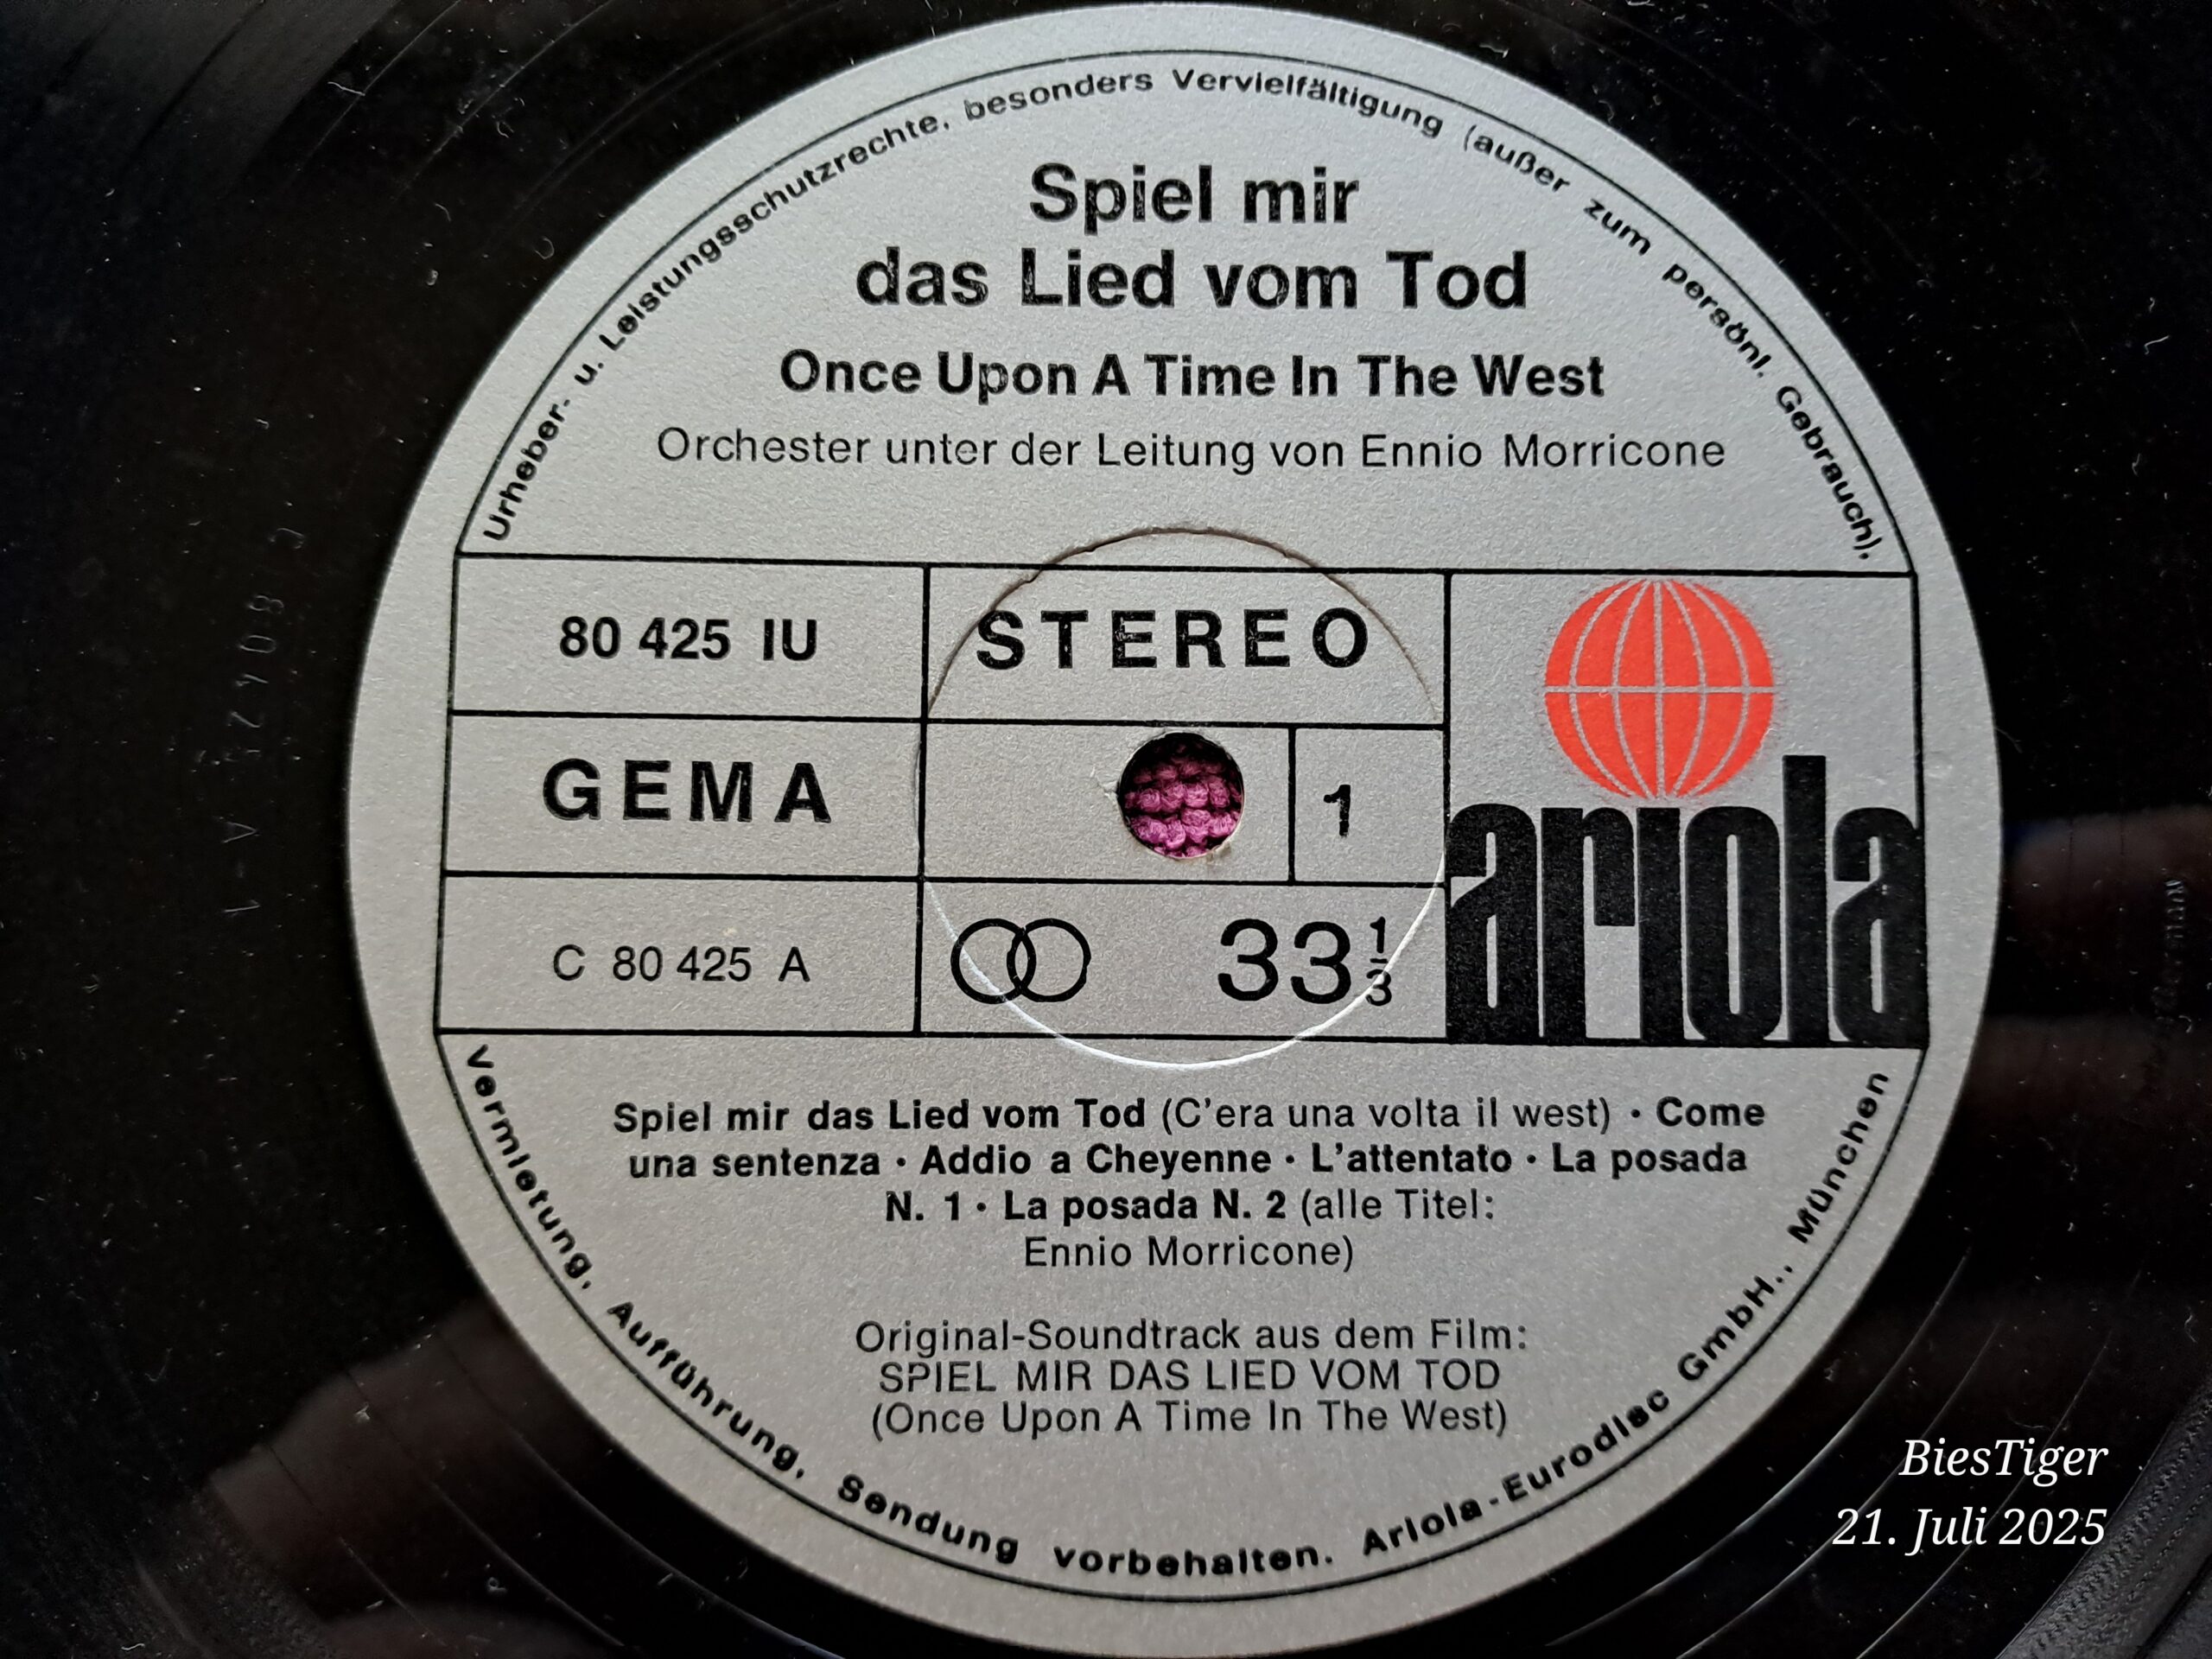 Urheber- u. Leistungsschutzrechte, besonders Vervielfältigung (außer zum persönl. Gebrauch),
Spiel mir
das Lied vom Tod
Once Upon A Time In The West
Orchester unter der Leitung von Ennio Morricone
80 425 IU
STEREO
GEMA
1
C 80 425 A
33 1/3
ariola
Spiel mir das Lied vom Tod (C'era una volta il west) · Come
una sentenza · Addio a Cheyenne · L'attentato · La posada
N. 1 · La posada N. 2 (alle Titel:
Ennio Morricone)
Original-Soundtrack aus dem Film:
SPIEL MIR DAS LIED VOM TOD
(Once Upon A Time In The West)
Vermietung, Aufführung, Sendung vorbehalten. Ariola-Eurodisc GmbH., München
BiesTiger
21. Juli 2025